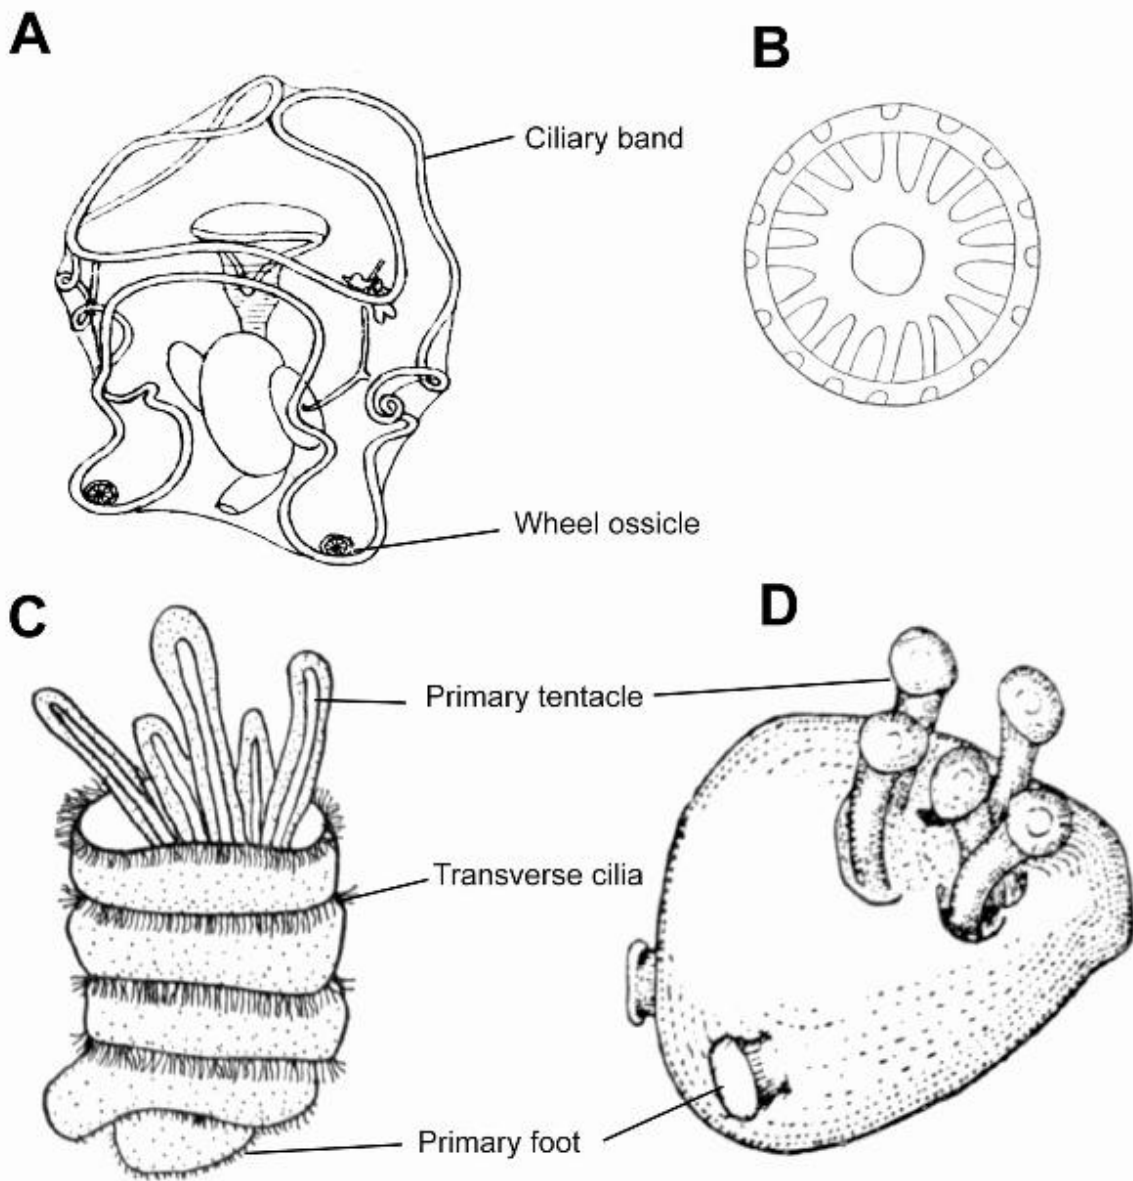 A
B
Ciliary band
Wheel ossicle
C
D
Primary tentacle
Transverse cilia
Primary foot